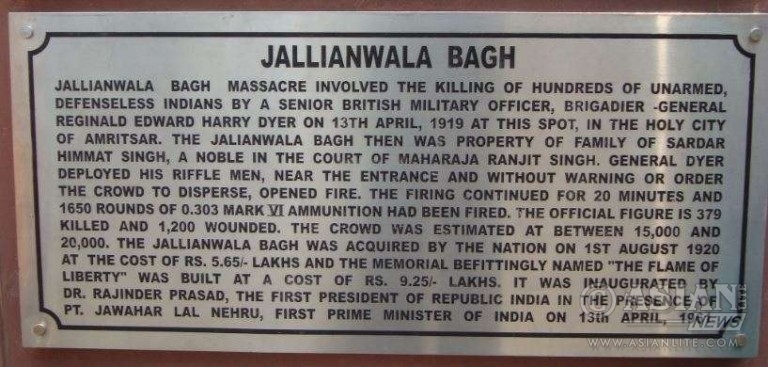 JALLIANWALA BAGH
JALLIANWALA BAGH MASSACRE INVOLVED THE KILLING OF HUNDREDS OF UNARMED,
DEFENSELESS INDIANS BY A SENIOR BRITISH MILITARY OFFICER, BRIGADIER -GENERAL
REGINALD EDWARD HARRY DYER ON 13TH APRIL, 1919 AT THIS SPOT, IN THE HOLY CITY
OF AMRITSAR. THE JALIANWALA BAGH THEN WAS PROPERTY OF FAMILY OF SARDAR
HIMMAT SINGH, A NOBLE IN THE COURT OF MAHARAJA RANJIT SINGH. GENERAL DYER
DEPLOYED HIS RIFFLE MEN, NEAR THE ENTRANCE AND WITHOUT WARNING OR ORDER
THE CROWD TO DISPERSE, OPENED FIRE. THE FIRING CONTINUED FOR 20 MINUTES AND
1650 ROUNDS OF 0.303 MARK VI AMMUNITION HAD BEEN FIRED. THE OFFICIAL FIGURE IS 379
KILLED AND 1,200 WOUNDED. THE CROWD WAS ESTIMATED AT BETWEEN 15,000 AND
20,000. THE JALLIANWALA BAGH WAS ACQUIRED BY THE NATION ON 1ST AUGUST 1920
AT THE COST OF RS. 5.65/- LAKHS AND THE MEMORIAL BEFITTINGLY NAMED "THE FLAME OF
LIBERTY" WAS BUILT AT A COST OF RS. 9.25/- LAKHS. IT WAS INAUGURATED BY
DR. RAJINDER PRASAD, THE FIRST PRESIDENT OF REPUBLIC INDIA IN THE PRESENCE OF
PT. JAWAHAR LAL NEHRU, FIRST PRIME MINISTER OF INDIA ON 13th APRIL,
© ASIAN LITE
NEWS
WWW.ASIANLITE.COM